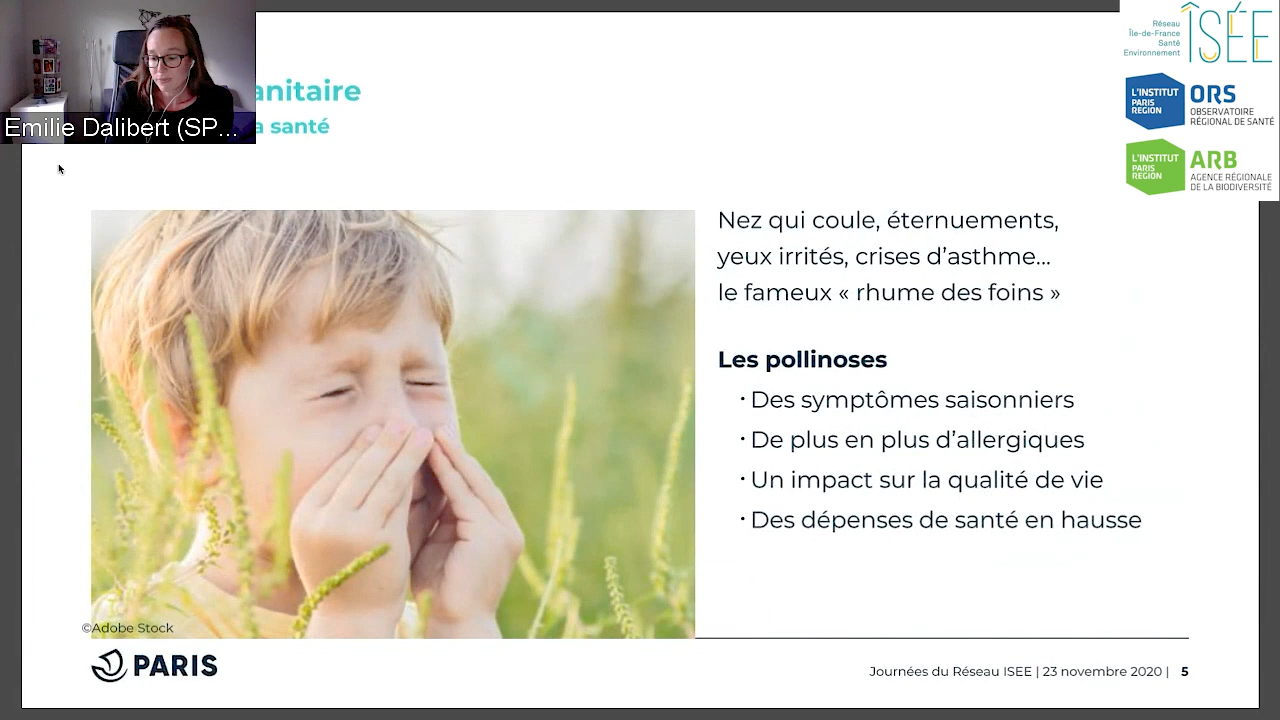 Emilie Dalibert (SP...
anitaire
a santé
Réseau
Île-de-France
Santé
Environnement
ÎSÉE
L'INSTITUT
PARIS
REGION
ORS
OBSERVATOIRE
RÉGIONAL DE SANTÉ
L'INSTITUT
PARIS
REGION
ARB
AGENCE RÉGIONALE
DE LA BIODIVERSITÉ
Nez qui coule, éternuements,
yeux irrités, crises d’asthme…
le fameux « rhume des foins »
Les pollinoses
· Des symptômes saisonniers
· De plus en plus d’allergiques
· Un impact sur la qualité de vie
· Des dépenses de santé en hausse
©Adobe Stock
PARIS
Journées du Réseau ISEE | 23 novembre 2020 | 5